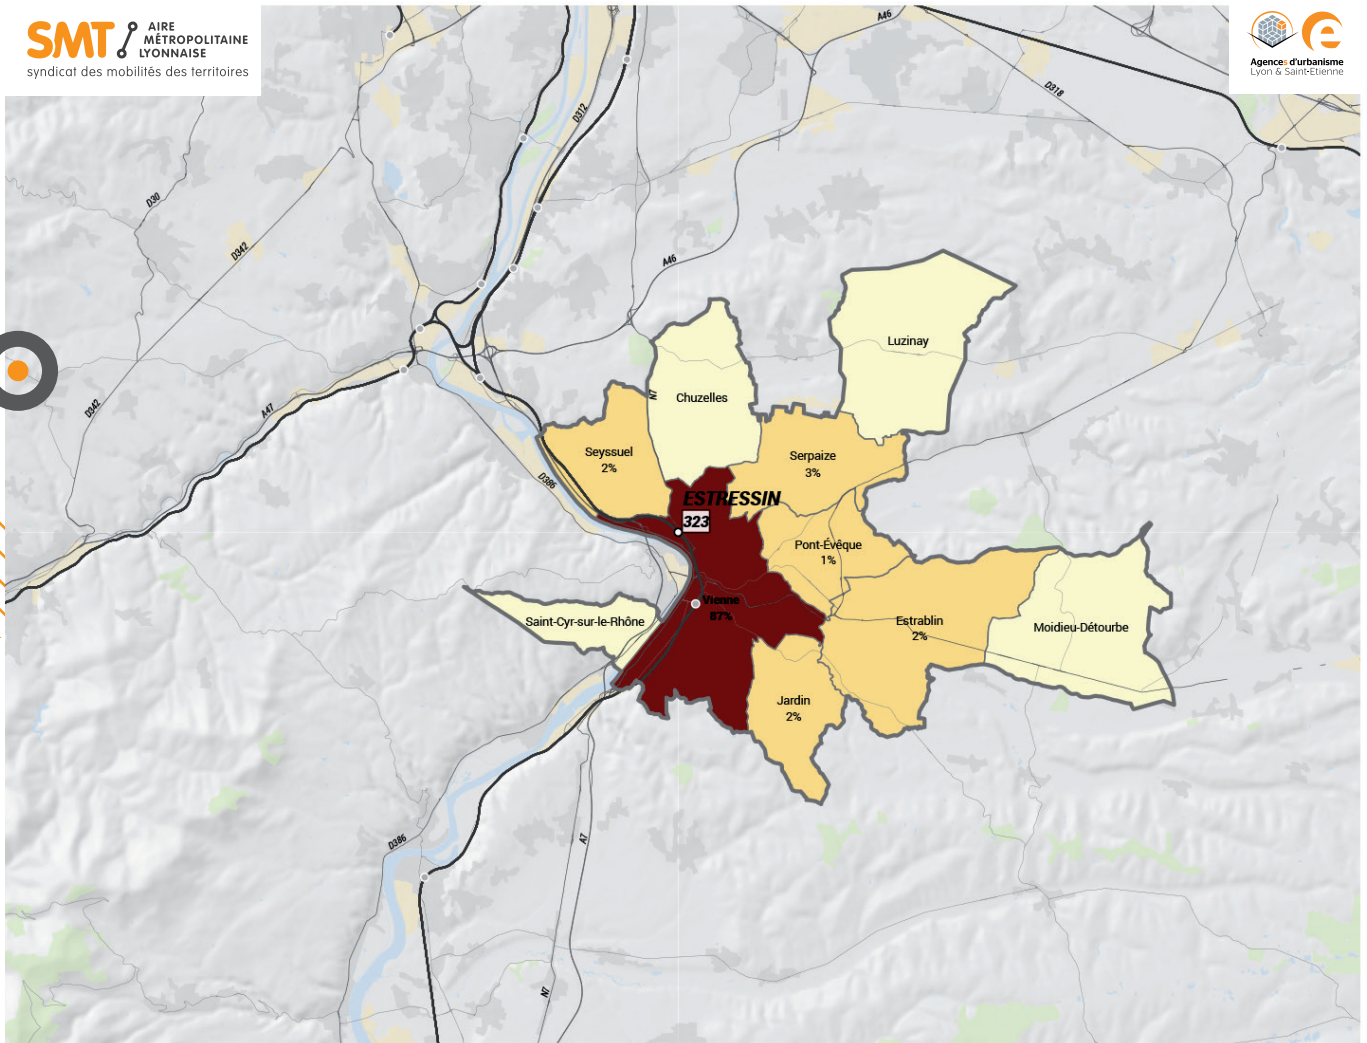 SMT AIRE
MÉTROPOLITAINE
LYONNAISE
syndicat des mobilités des territoires
Agences d'urbanisme
Lyon & Saint-Etienne
A46
D318
D312
D30
D342
A46
Luzinay
N7
Chuzelles
D342
A47
Seyssuel
2%
Serpaize
3%
D386
ESTRESSIN
323
Pont-Évêque
1%
Vienne
87%
Saint-Cyr-sur-le-Rhône
Estrablin
2%
Moidieu-Détourbe
Jardin
2%
D386
A7
N7